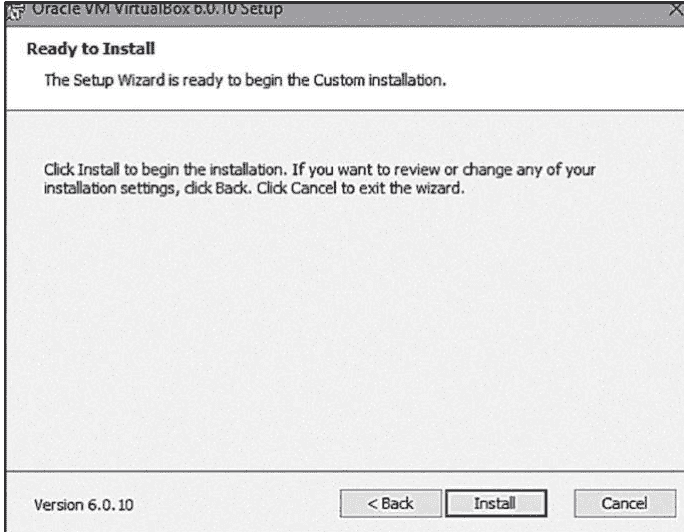 Oracle VM VirtualBox 6.0.10 Setup
Ready to Install
The Setup Wizard is ready to begin the Custom installation.
Click Install to begin the installation. If you want to review or change any of your
installation settings, click Back. Click Cancel to exit the wizard.
Version 6.0.10
< Back
Install
Cancel